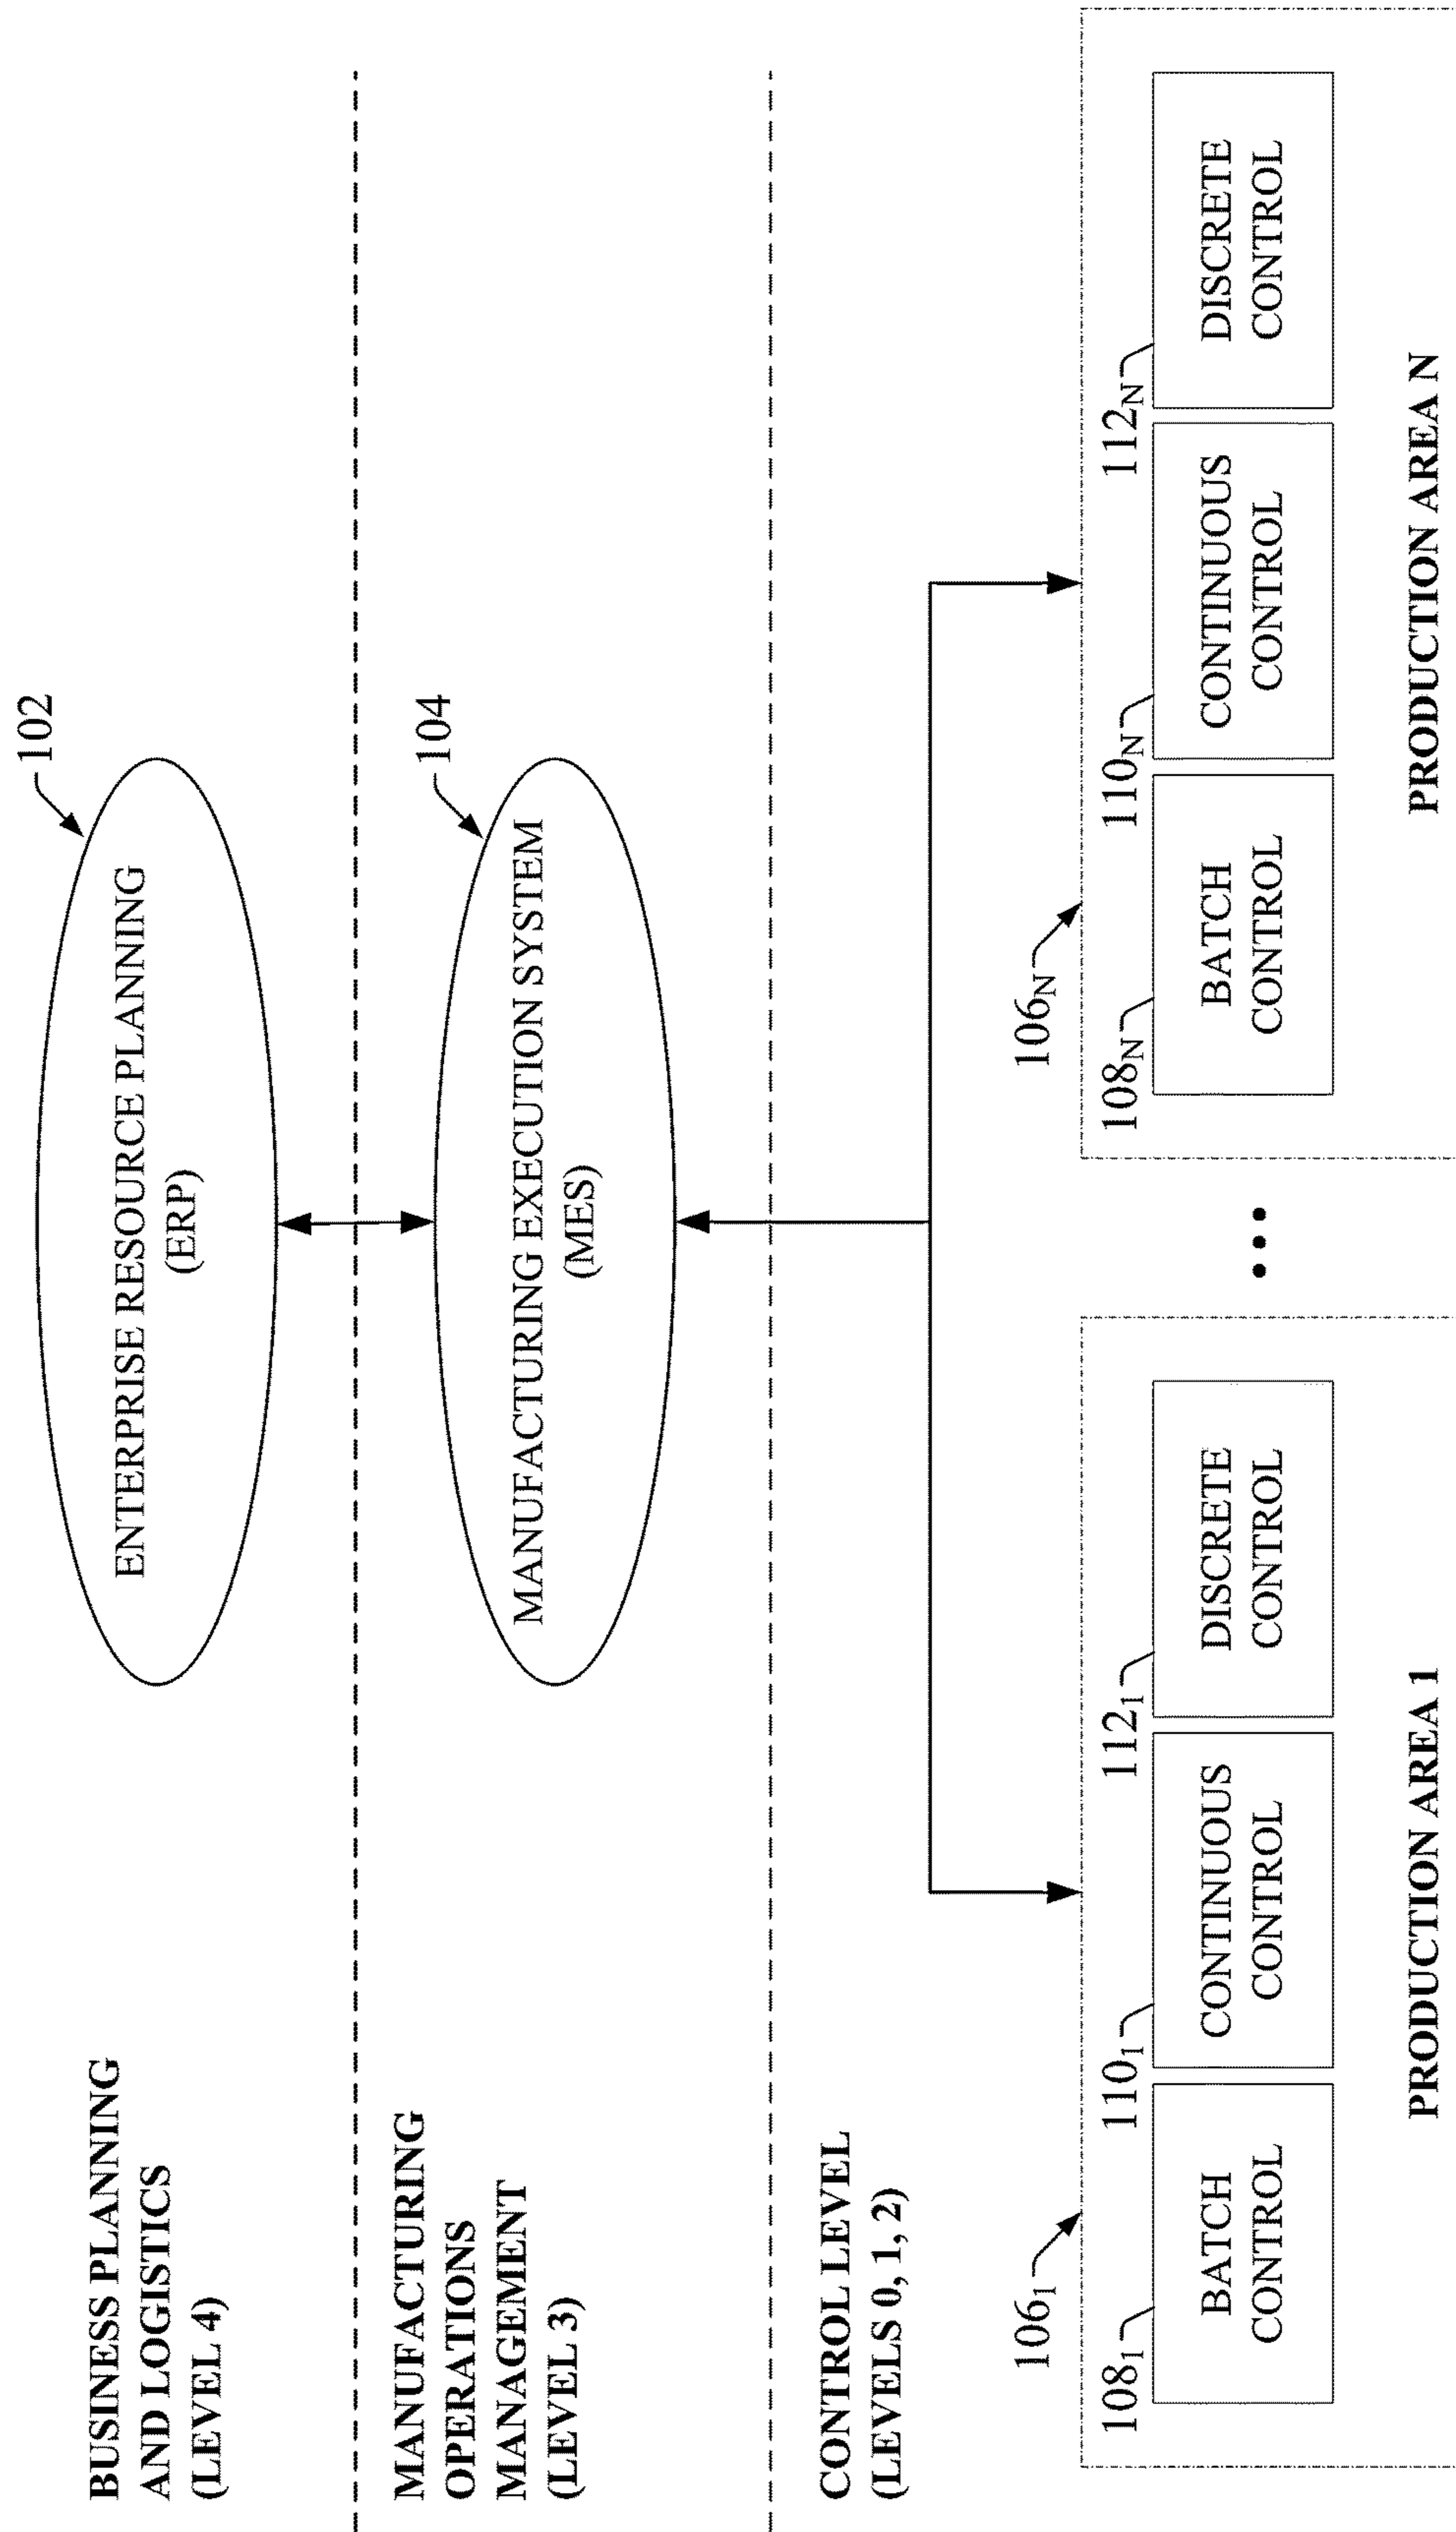 BUSINESS PLANNING
AND LOGISTICS
(LEVEL 4)
102
ENTERPRISE RESOURCE PLANNING
(ERP)
MANUFACTURING
OPERATIONS
MANAGEMENT
(LEVEL 3)
104
MANUFACTURING EXECUTION SYSTEM
(MES)
CONTROL LEVEL
(LEVELS 0, 1, 2)
106₁
108₁
BATCH
CONTROL
110₁
CONTINUOUS
CONTROL
112₁
DISCRETE
CONTROL
PRODUCTION AREA 1
•••
106N
108N
BATCH
CONTROL
110N
CONTINUOUS
CONTROL
112N
DISCRETE
CONTROL
PRODUCTION AREA N